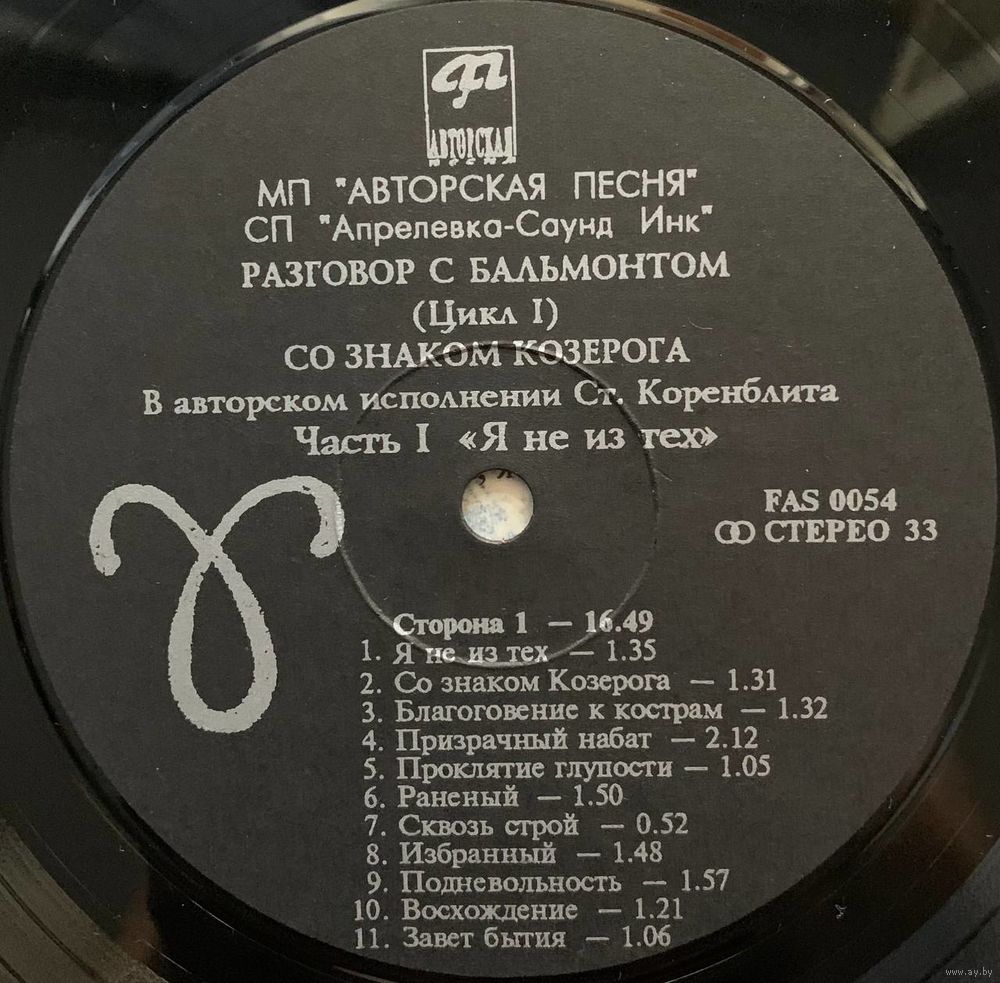 АВТОРСКАЯ
ПЕСНЯ
МП "АВТОРСКАЯ ПЕСНЯ"
СП "Апрелевка-Саунд Инк"
РАЗГОВОР С БАЛЬМОНТОМ
(Цикл I)
СО ЗНАКОМ КОЗЕРОГА
В авторском исполнении Ст. Коренблита
Часть I «Я не из тех»
FAS 0054
СТЕРЕО 33
Сторона 1 — 16.49
1. Я не из тех — 1.35
2. Со знаком Козерога — 1.31
3. Благоговение к кострам — 1.32
4. Призрачный набат — 2.12
5. Проклятие глупости — 1.05
6. Раненый — 1.50
7. Сквозь строй — 0.52
8. Избранный — 1.48
9. Подневольность — 1.57
10. Восхождение — 1.21
11. Завет бытия — 1.06
www.ay.by